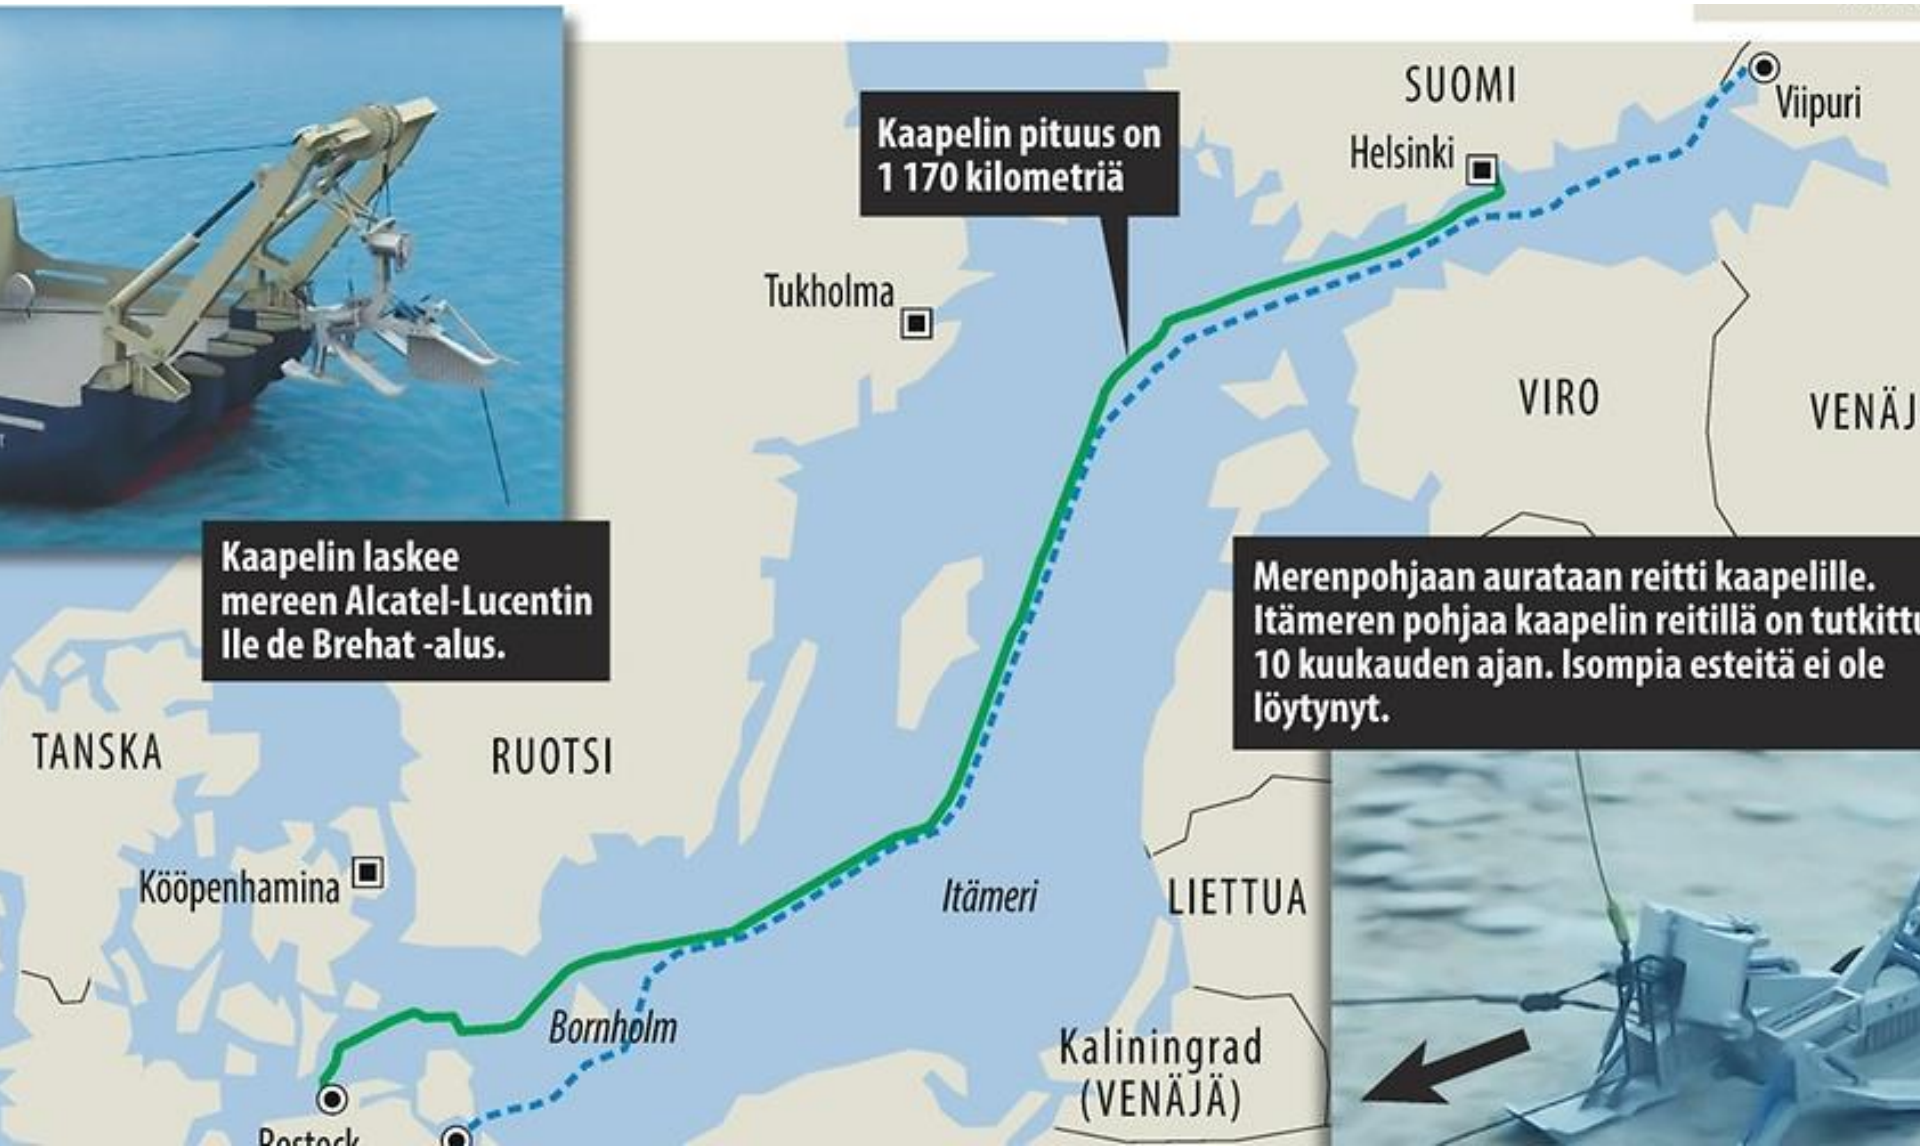 SUOMI
Viipuri
Kaapelin pituus on
1 170 kilometriä
Helsinki
Tukholma
VIRO
VENÄJ
Kaapelin laskee
mereen Alcatel-Lucentin
Ile de Brehat -alus.
Merenpohjaan aurataan reitti kaapelille.
Itämeren pohjaa kaapelin reitillä on tutkittu
10 kuukauden ajan. Isompia esteitä ei ole
löytynyt.
TANSKA
RUOTSI
Kööpenhamina
Itämeri
LIETTUA
Bornholm
Kaliningrad
(VENÄJÄ)
Rostock